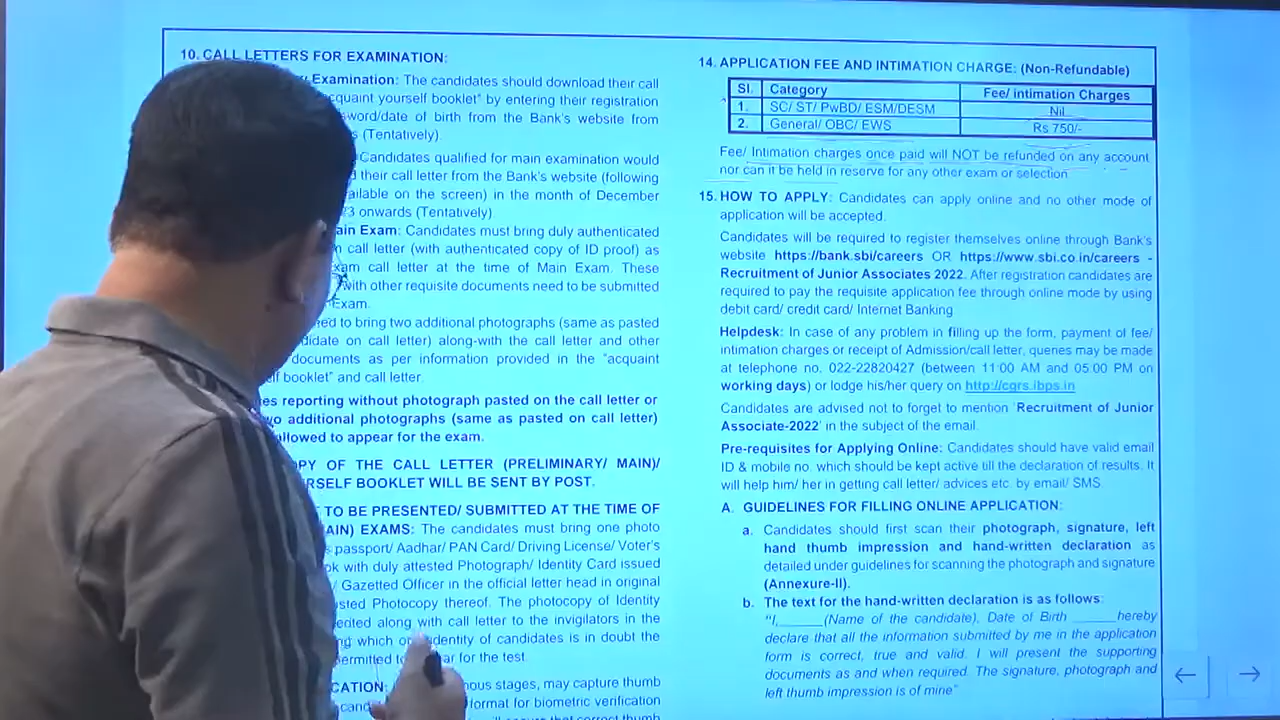 10. CALL LETTERS FOR EXAMINATION:
Examination: The candidates should download their call
acquaint yourself booklet" by entering their registration
word/date of birth from the Bank's website from
(Tentatively).
Candidates qualified for main examination would
their call letter from the Bank's website (following
available on the screen) in the month of December
3 onwards (Tentatively)
Main Exam: Candidates must bring duly authenticated
call letter (with authenticated copy of ID proof) as
exam call letter at the time of Main Exam. These
with other requisite documents need to be submitted
Exam.
to bring two additional photographs (same as pasted
on call letter) along-with the call letter and other
documents as per information provided in the "acquaint
booklet" and call letter.
reporting without photograph pasted on the call letter or
two additional photographs (same as pasted on call letter)
allowed to appear for the exam.
OPY OF THE CALL LETTER (PRELIMINARY/ MAIN)/
RSELF BOOKLET WILL BE SENT BY POST.
TO BE PRESENTED/ SUBMITTED AT THE TIME OF
AIN) EXAMS: The candidates must bring one photo
passport/ Aadhar/ PAN Card/ Driving License/ Voter's
with duly attested Photograph/ Identity Card issued
/ Gazetted Officer in the official letter head in original
Photocopy thereof. The photocopy of Identity
along with call letter to the invigilators in the
which identity of candidates is in doubt the
permitted to for the test.
stages, may capture thumb
format for biometric verification
correct thumb
14. APPLICATION FEE AND INTIMATION CHARGE: (Non-Refundable)
Sl. Category Fee/ intimation Charges
1. SC/ ST/ PwBD/ ESM/DESM Nil
2. General/ OBC/ EWS Rs 750/-
Fee/ Intimation charges once paid will NOT be refunded on any account
nor can it be held in reserve for any other exam or selection
15. HOW TO APPLY: Candidates can apply online and no other mode of
application will be accepted.
Candidates will be required to register themselves online through Bank's
website https://bank.sbi/careers OR https://www.sbi.co.in/careers -
Recruitment of Junior Associates 2022. After registration candidates are
required to pay the requisite application fee through online mode by using
debit card/ credit card/ Internet Banking
Helpdesk: In case of any problem in filling up the form, payment of fee/
intimation charges or receipt of Admission/call letter, queries may be made
at telephone no. 022-22820427 (between 11:00 AM and 05:00 PM on
working days) or lodge his/her query on http://cgrs.ibps.in
Candidates are advised not to forget to mention 'Recruitment of Junior
Associate-2022' in the subject of the email.
Pre-requisites for Applying Online: Candidates should have valid email
ID & mobile no. which should be kept active till the declaration of results. It
will help him/ her in getting call letter/ advices etc. by email/ SMS.
A. GUIDELINES FOR FILLING ONLINE APPLICATION:
a. Candidates should first scan their photograph, signature, left
hand thumb impression and hand-written declaration as
detailed under guidelines for scanning the photograph and signature
(Annexure-II).
b. The text for the hand-written declaration is as follows:
"I,______(Name of the candidate), Date of Birth ______hereby
declare that all the information submitted by me in the application
form is correct, true and valid. I will present the supporting
documents as and when required. The signature, photograph and
left thumb impression is of mine"